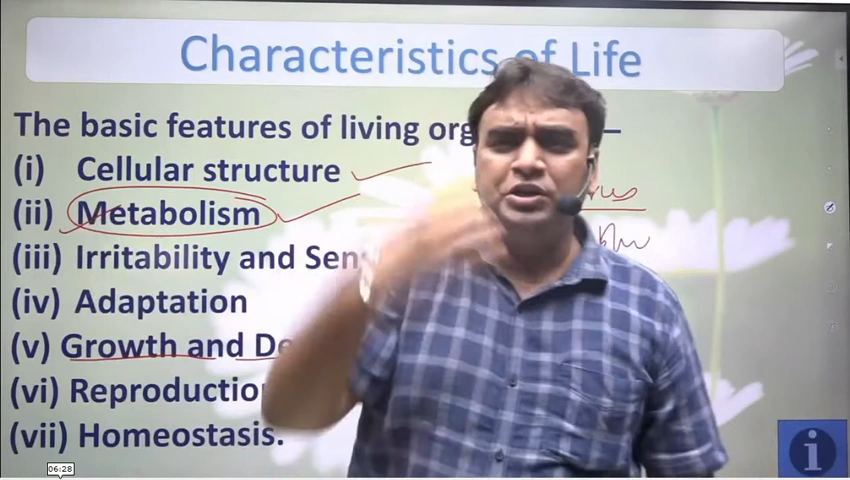 Characteristics of Life
The basic features of living org –
(i) Cellular structure
(ii) Metabolism
(iii) Irritability and Sen
(iv) Adaptation
(v) Growth and De
(vi) Reproductio
(vii) Homeostasis.
i
06:28